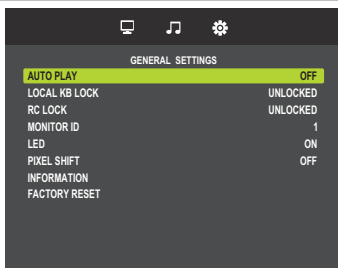 GENERAL SETTINGS
AUTO PLAY OFF
LOCAL KB LOCK UNLOCKED
RC LOCK UNLOCKED
MONITOR ID 1
LED ON
PIXEL SHIFT OFF
INFORMATION
FACTORY RESET